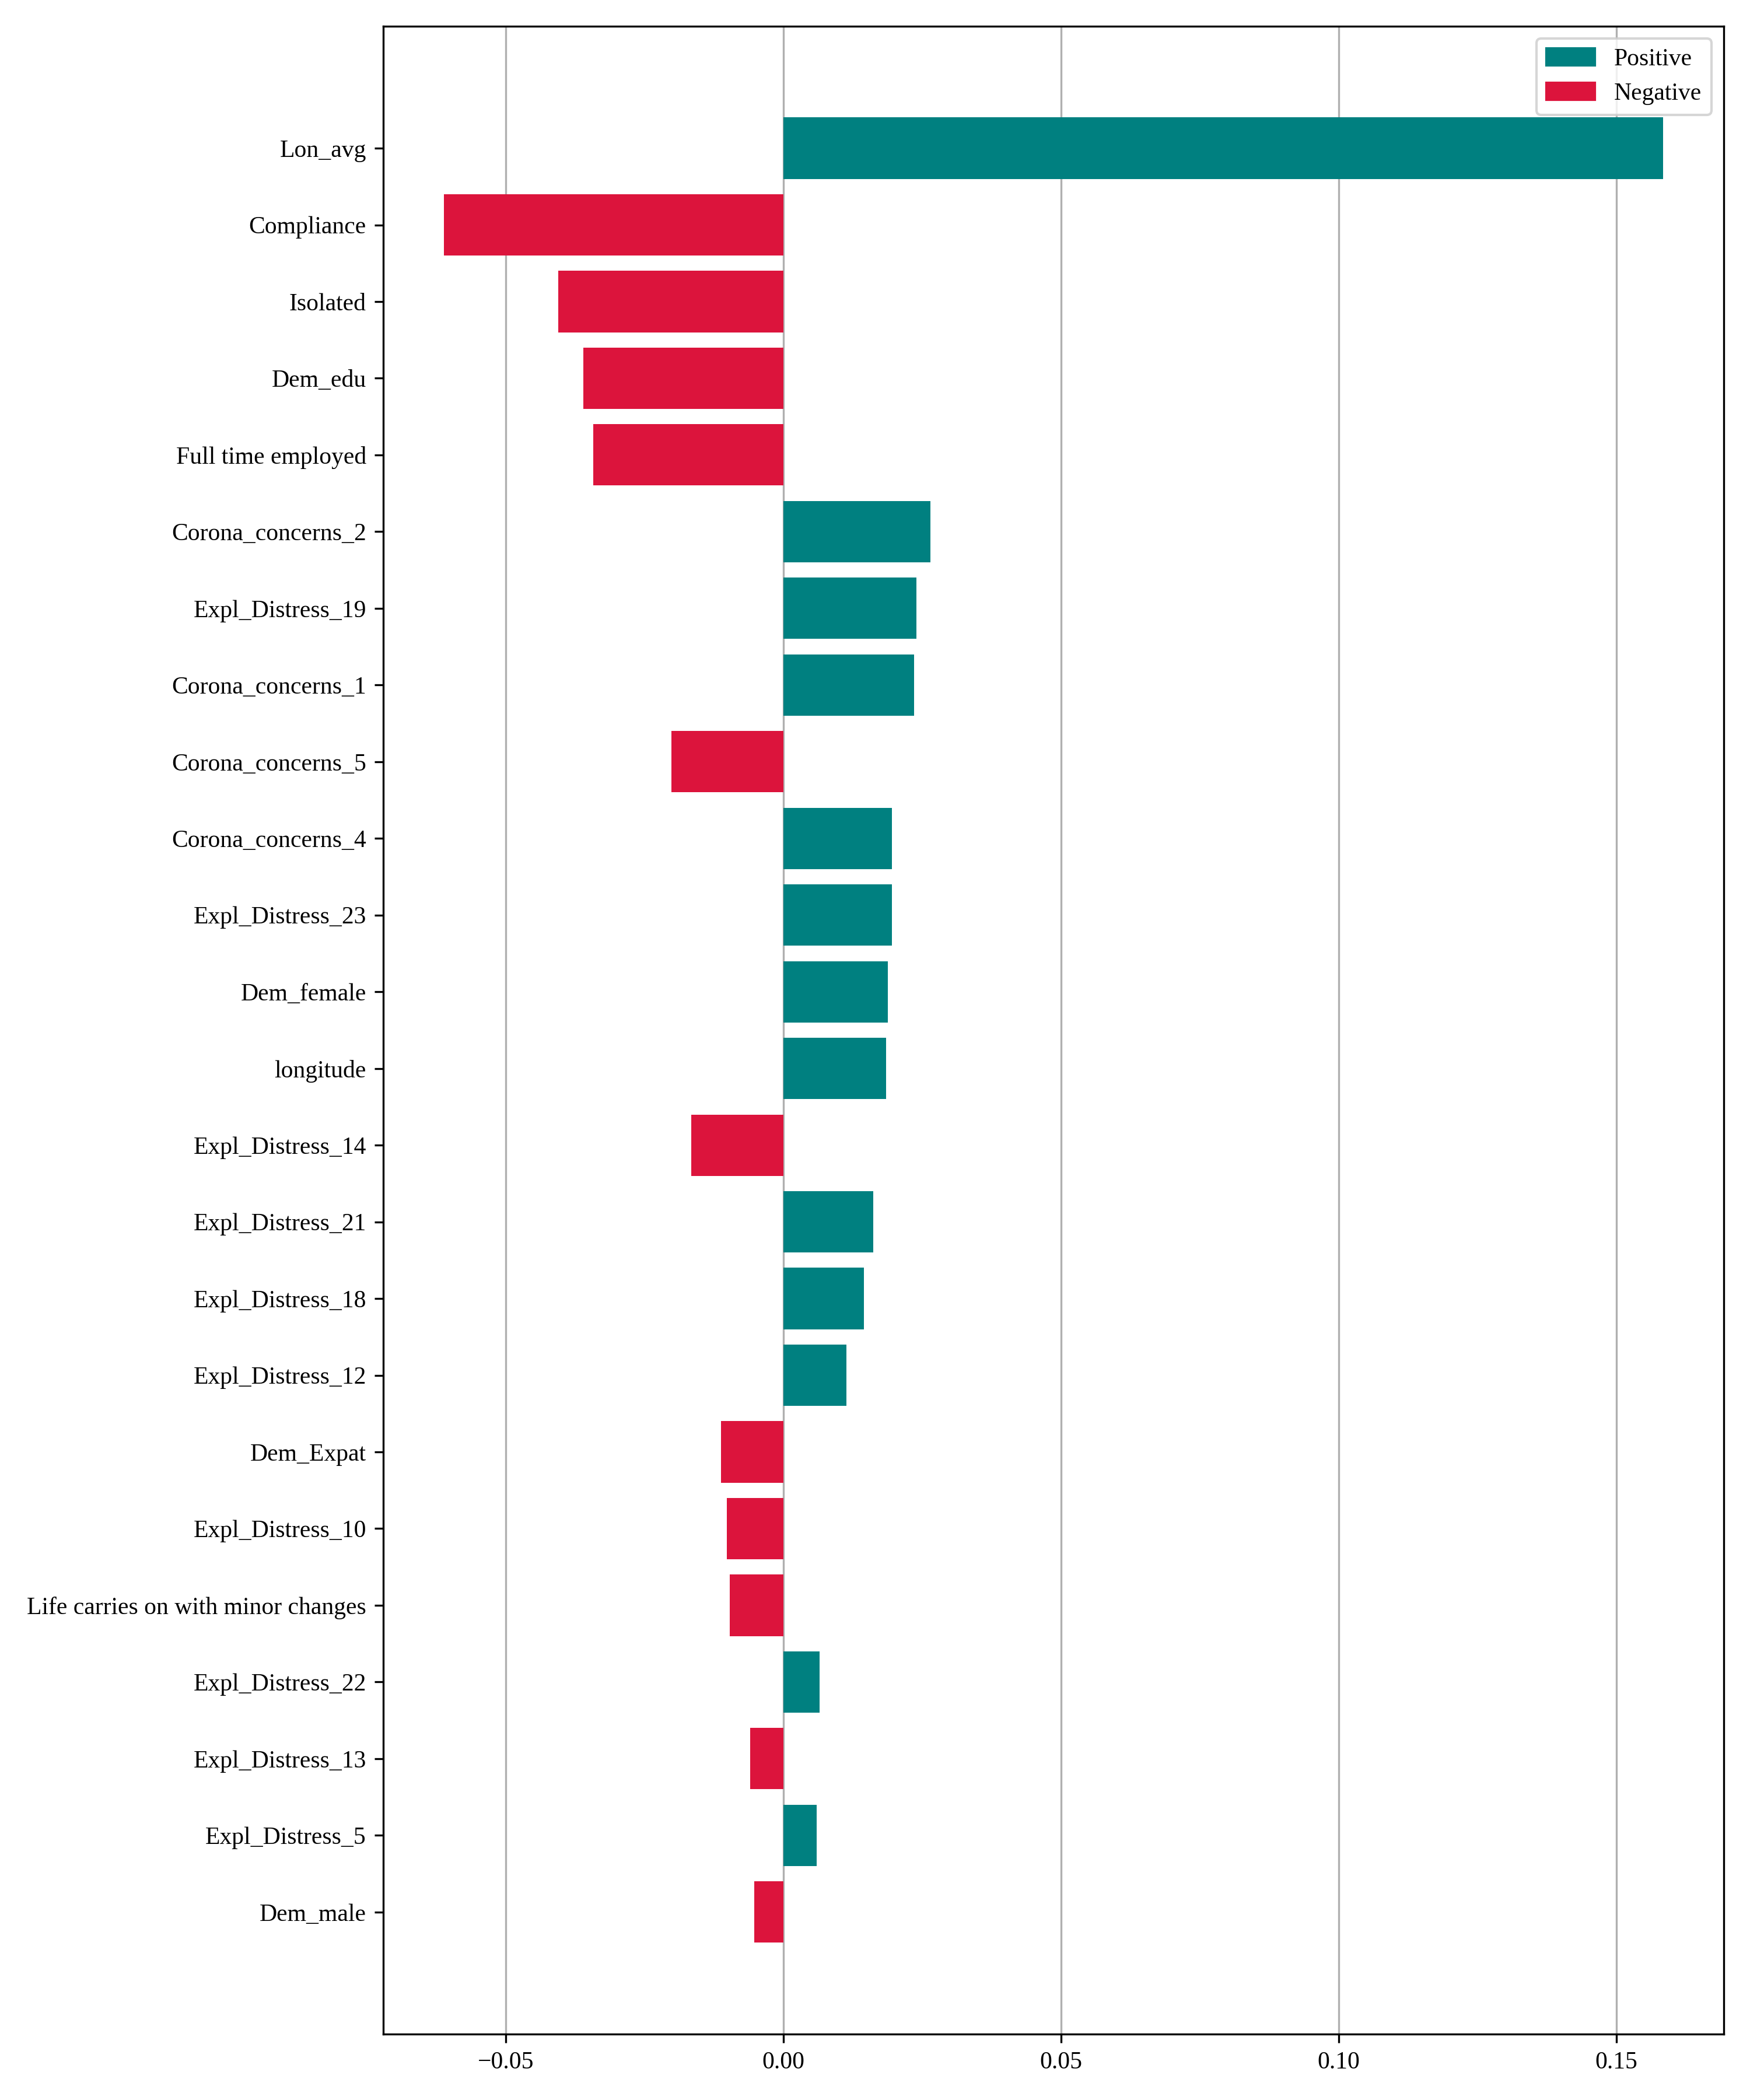 Positive
Negative
Lon_avg
Compliance
Isolated
Dem_edu
Full time employed
Corona_concerns_2
Expl_Distress_19
Corona_concerns_1
Corona_concerns_5
Corona_concerns_4
Expl_Distress_23
Dem_female
longitude
Expl_Distress_14
Expl_Distress_21
Expl_Distress_18
Expl_Distress_12
Dem_Expat
Expl_Distress_10
Life carries on with minor changes
Expl_Distress_22
Expl_Distress_13
Expl_Distress_5
Dem_male
−0.05 0.00 0.05 0.10 0.15